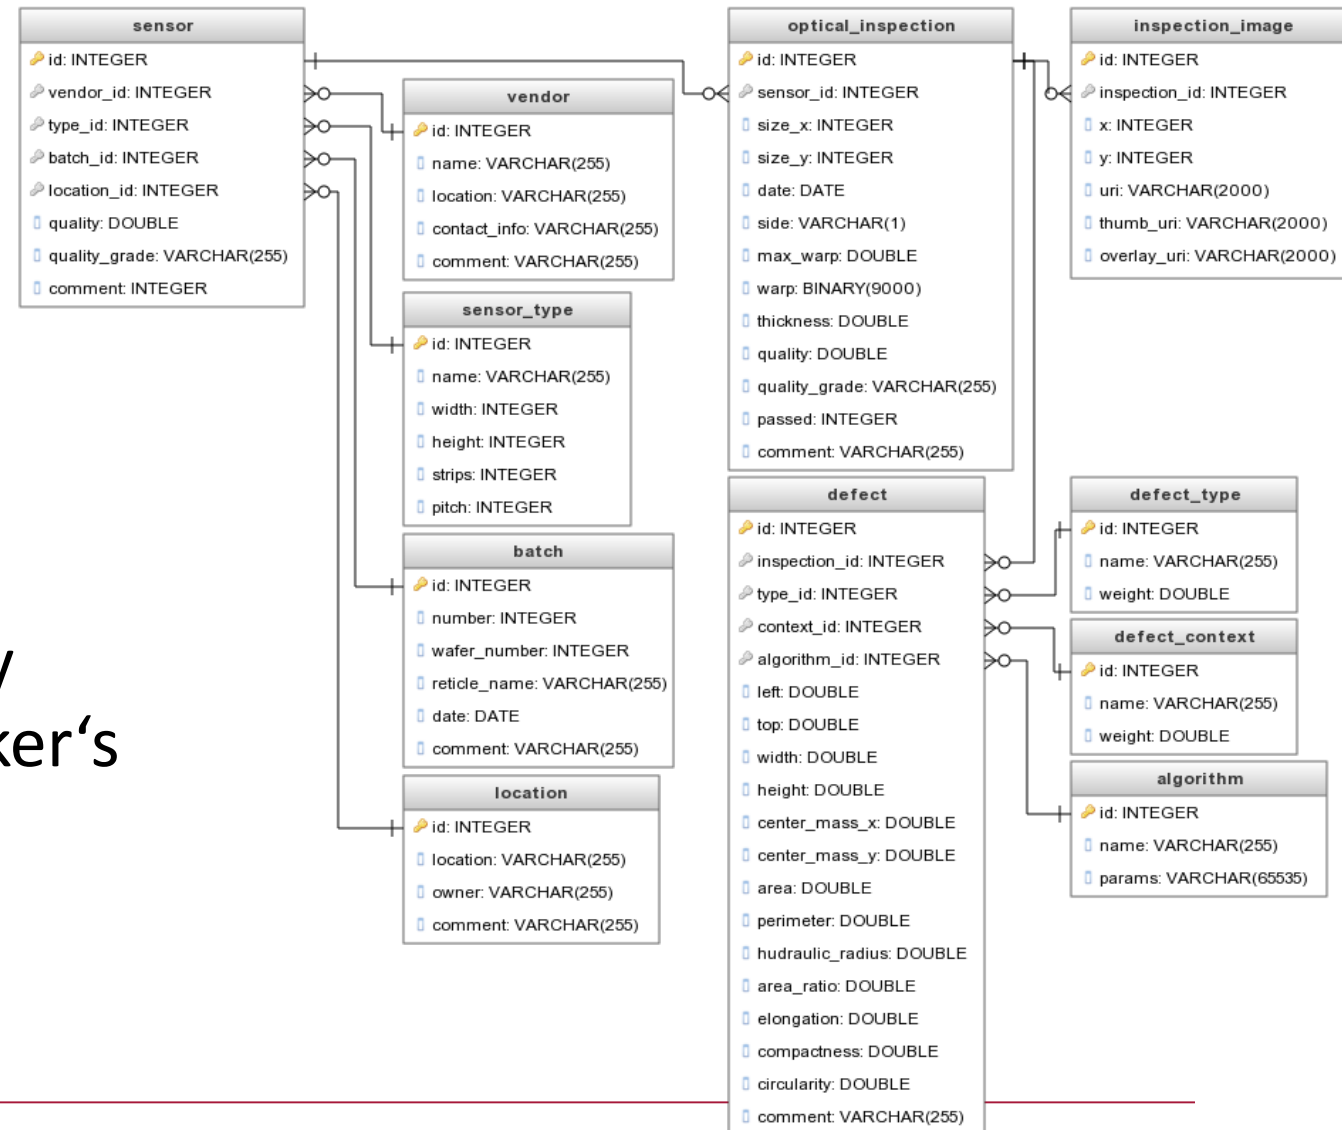 sensor
id: INTEGER
vendor_id: INTEGER
type_id: INTEGER
batch_id: INTEGER
location_id: INTEGER
quality: DOUBLE
quality_grade: VARCHAR(255)
comment: INTEGER
vendor
id: INTEGER
name: VARCHAR(255)
location: VARCHAR(255)
contact_info: VARCHAR(255)
comment: VARCHAR(255)
sensor_type
id: INTEGER
name: VARCHAR(255)
width: INTEGER
height: INTEGER
strips: INTEGER
pitch: INTEGER
batch
id: INTEGER
number: INTEGER
wafer_number: INTEGER
reticle_name: VARCHAR(255)
date: DATE
comment: VARCHAR(255)
location
id: INTEGER
location: VARCHAR(255)
owner: VARCHAR(255)
comment: VARCHAR(255)
optical_inspection
id: INTEGER
sensor_id: INTEGER
size_x: INTEGER
size_y: INTEGER
date: DATE
side: VARCHAR(1)
max_warp: DOUBLE
warp: BINARY(9000)
thickness: DOUBLE
quality: DOUBLE
quality_grade: VARCHAR(255)
passed: INTEGER
comment: VARCHAR(255)
defect
id: INTEGER
inspection_id: INTEGER
type_id: INTEGER
context_id: INTEGER
algorithm_id: INTEGER
left: DOUBLE
top: DOUBLE
width: DOUBLE
height: DOUBLE
center_mass_x: DOUBLE
center_mass_y: DOUBLE
area: DOUBLE
perimeter: DOUBLE
hudraulic_radius: DOUBLE
area_ratio: DOUBLE
elongation: DOUBLE
compactness: DOUBLE
circularity: DOUBLE
comment: VARCHAR(255)
inspection_image
id: INTEGER
inspection_id: INTEGER
x: INTEGER
y: INTEGER
uri: VARCHAR(2000)
thumb_uri: VARCHAR(2000)
overlay_uri: VARCHAR(2000)
defect_type
id: INTEGER
name: VARCHAR(255)
weight: DOUBLE
defect_context
id: INTEGER
name: VARCHAR(255)
weight: DOUBLE
algorithm
id: INTEGER
name: VARCHAR(255)
params: VARCHAR(65535)
y
ker‘s